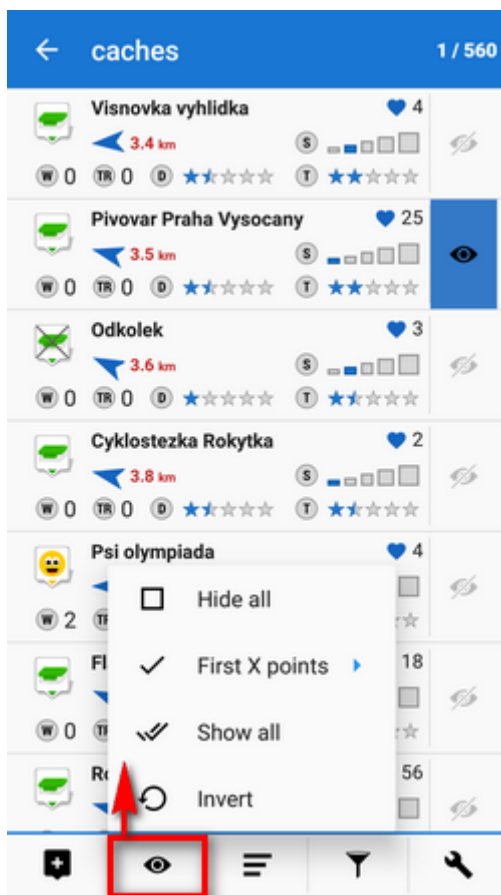 caches 1 / 560
Visnovka vyhlidka 4
3.4 km S
W 0 TR 0 D T
Pivovar Praha Vysocany 25
3.5 km S
W 0 TR 0 D T
Odkolek 3
3.6 km S
W 0 TR 0 D T
Cyklostezka Rokytka 2
3.8 km S
W 0 TR 0 D T
Psi olympiada 4
W 2
Hide all
18
First X points
W 0
Show all
56
Invert